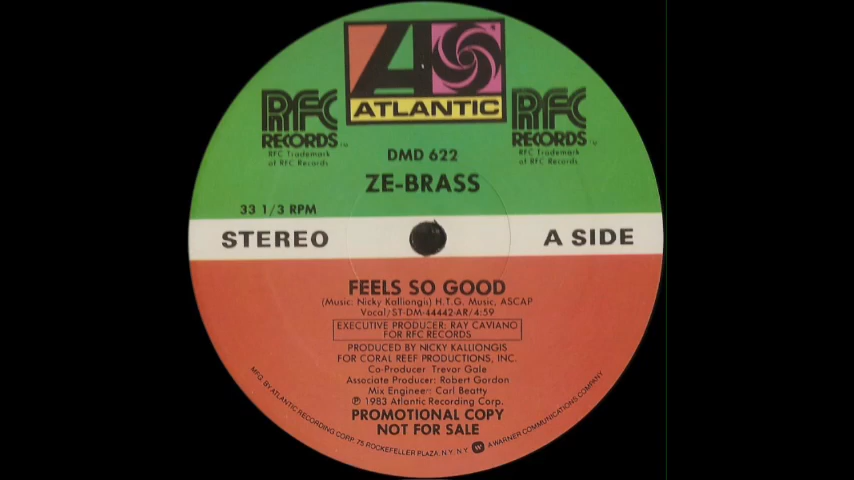 ATLANTIC
RFC
RECORDS™
RFC Trademark
of RFC Records
RFC
RECORDS™
RFC Trademark
of RFC Records
DMD 622
ZE-BRASS
33 1/3 RPM
STEREO
A SIDE
FEELS SO GOOD
(Music: Nicky Kalliongis) H.T.G. Music, ASCAP
Vocal/ST-DM-44442-AR/4:59
EXECUTIVE PRODUCER: RAY CAVIANO
FOR RFC RECORDS
PRODUCED BY NICKY KALLIONGIS
FOR CORAL REEF PRODUCTIONS, INC.
Co-Producer Trevor Gale
Associate Producer: Robert Gordon
Mix Engineer: Carl Beatty
℗ 1983 Atlantic Recording Corp.
PROMOTIONAL COPY
NOT FOR SALE
MFG. BY ATLANTIC RECORDING CORP. 75 ROCKEFELLER PLAZA, N.Y. N.Y. A WARNER COMMUNICATIONS COMPANY